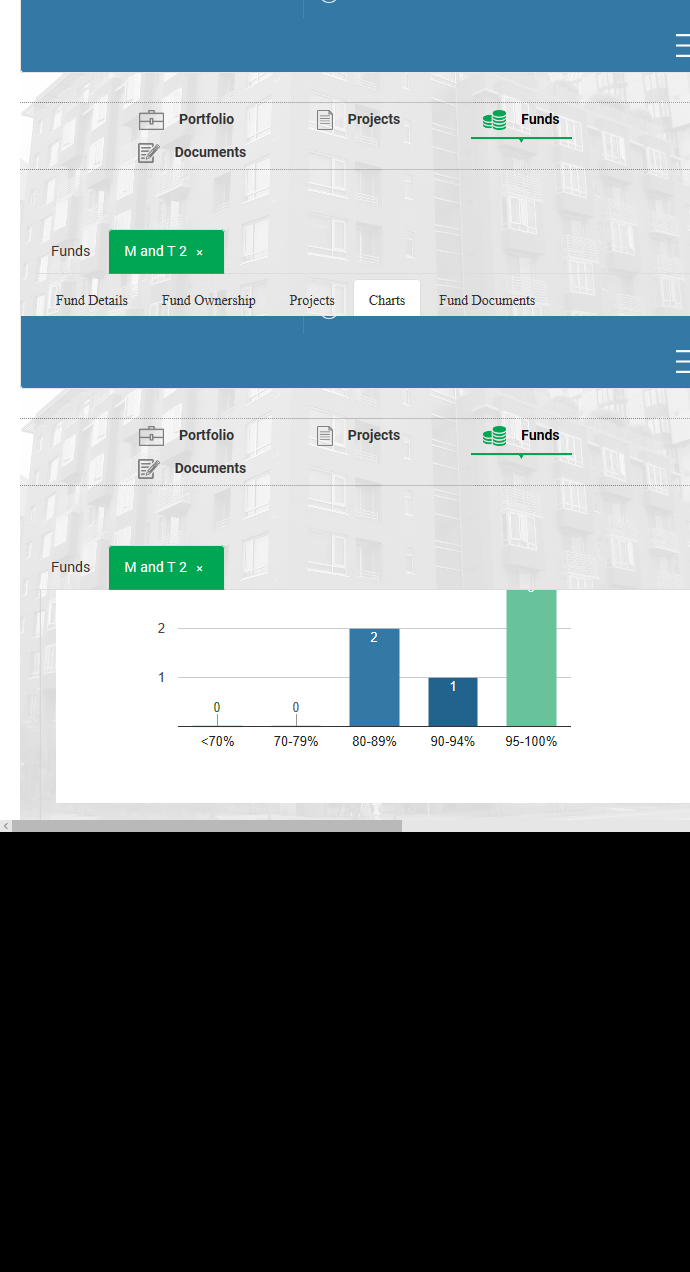 Portfolio Projects Funds
Documents
Funds M and T 2 ×
Fund Details Fund Ownership Projects Charts Fund Documents
Portfolio Projects Funds
Documents
Funds M and T 2 ×
2
2
1
1
0 0
<70% 70-79% 80-89% 90-94% 95-100%